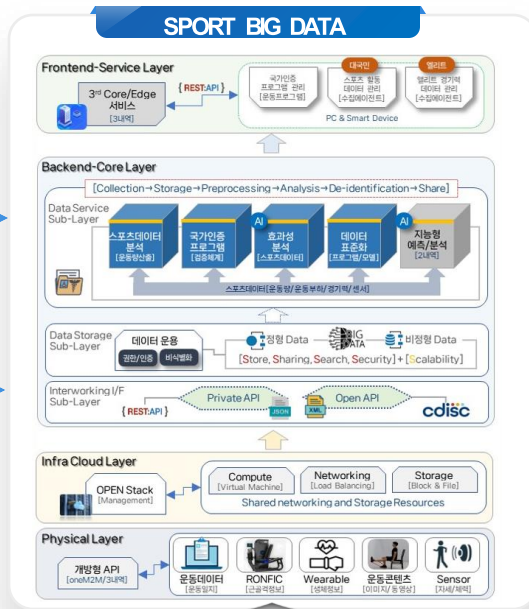 SPORT BIG DATA
Frontend-Service Layer
3rd Core/Edge
서비스
[3내역]
{ REST:API }
국가인증
프로그램 관리
[운동프로그램]
대국민
스포츠 활동
데이터 관리
[수집에이전트]
엘리트
엘리트 경기력
데이터 관리
[수집에이전트]
PC & Smart Device
Backend-Core Layer
[Collection→Storage→Preprocessing→Analysis→De-identification→Share]
Data Service
Sub-Layer
스포츠데이터
분석
[운동량산출]
국가인증
프로그램
[검증체계]
AI
효과성
분석
[스포츠데이터]
데이터
표준화
[프로그램/모델]
AI
지능형
예측/분석
[2내역]
스포츠데이터[운동량/운동부하/경기력/센서]
Data Storage
Sub-Layer
데이터 운용
권한/인증
비식별화
정형 Data
BIG
DATA
비정형 Data
[Store, Sharing, Search, Security] + [Scalability]
Interworking I/F
Sub-Layer
{ REST:API }
Private API
JSON
XML
Open API
cdisc
Infra Cloud Layer
OPEN Stack
[Management]
Compute
[Virtual Machine]
Networking
[Load Balancing]
Storage
[Block & File]
Shared networking and Storage Resources
Physical Layer
개방형 API
[oneM2M/3내역]
운동데이터
[운동일지]
RONFIC
[근골격정보]
Wearable
[생체정보]
운동콘텐츠
[이미지/동영상]
Sensor
[자세/체력]